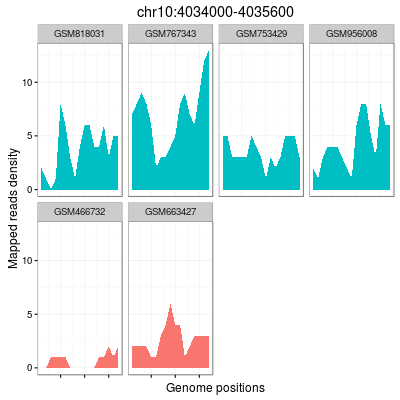 chr10:4034000-4035600
GSM818031 GSM767343 GSM753429 GSM956008
10
5
0
Mapped reads density
GSM466732 GSM663427
10
5
0
Genome positions